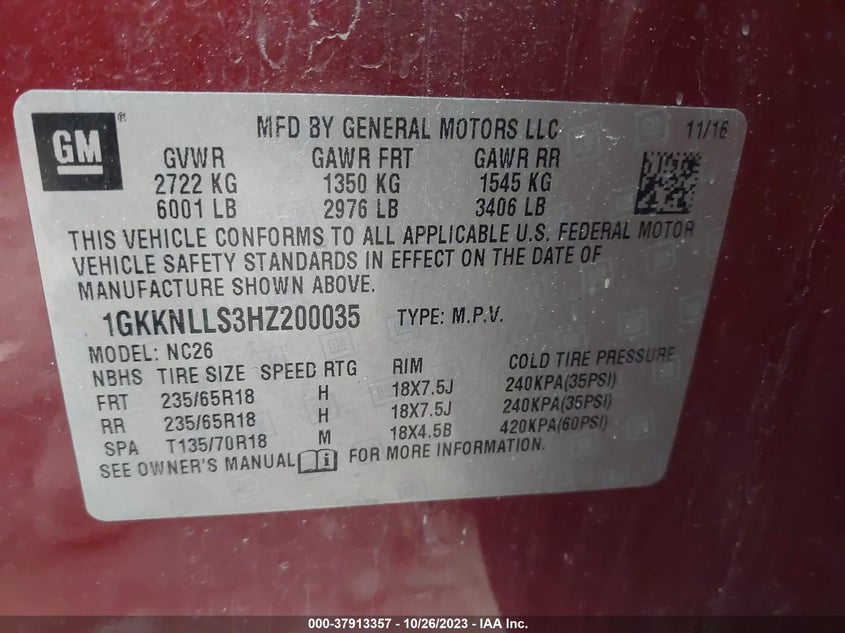 GM®
MFD BY GENERAL MOTORS LLC 11/16
GVWR GAWR FRT GAWR RR
2722 KG 1350 KG 1545 KG
6001 LB 2976 LB 3406 LB
THIS VEHICLE CONFORMS TO ALL APPLICABLE U.S. FEDERAL MOTOR
VEHICLE SAFETY STANDARDS IN EFFECT ON THE DATE OF
MANUFACTURE SHOWN ABOVE.
1GKKNLLS3HZ200035 TYPE: M.P.V.
MODEL: NC26
NBHS TIRE SIZE SPEED RTG RIM COLD TIRE PRESSURE
FRT 235/65R18 H 18X7.5J 240KPA(35PSI)
RR 235/65R18 H 18X7.5J 240KPA(35PSI)
SPA T135/70R18 M 18X4.5B 420KPA(60PSI)
SEE OWNER'S MANUAL FOR MORE INFORMATION.
000-37913357 - 10/26/2023 - IAA Inc.